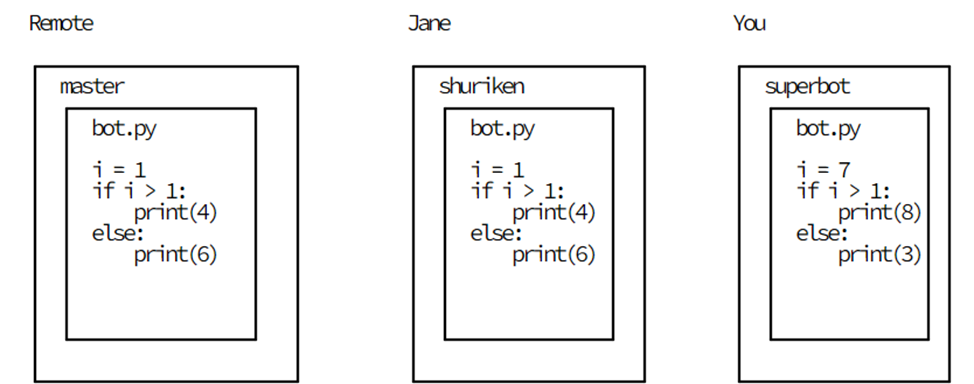 Remote
master
bot.py
i = 1
if i > 1:
    print(4)
else:
    print(6)
Jane
shuriken
bot.py
i = 1
if i > 1:
    print(4)
else:
    print(6)
You
superbot
bot.py
i = 7
if i > 1:
    print(8)
else:
    print(3)